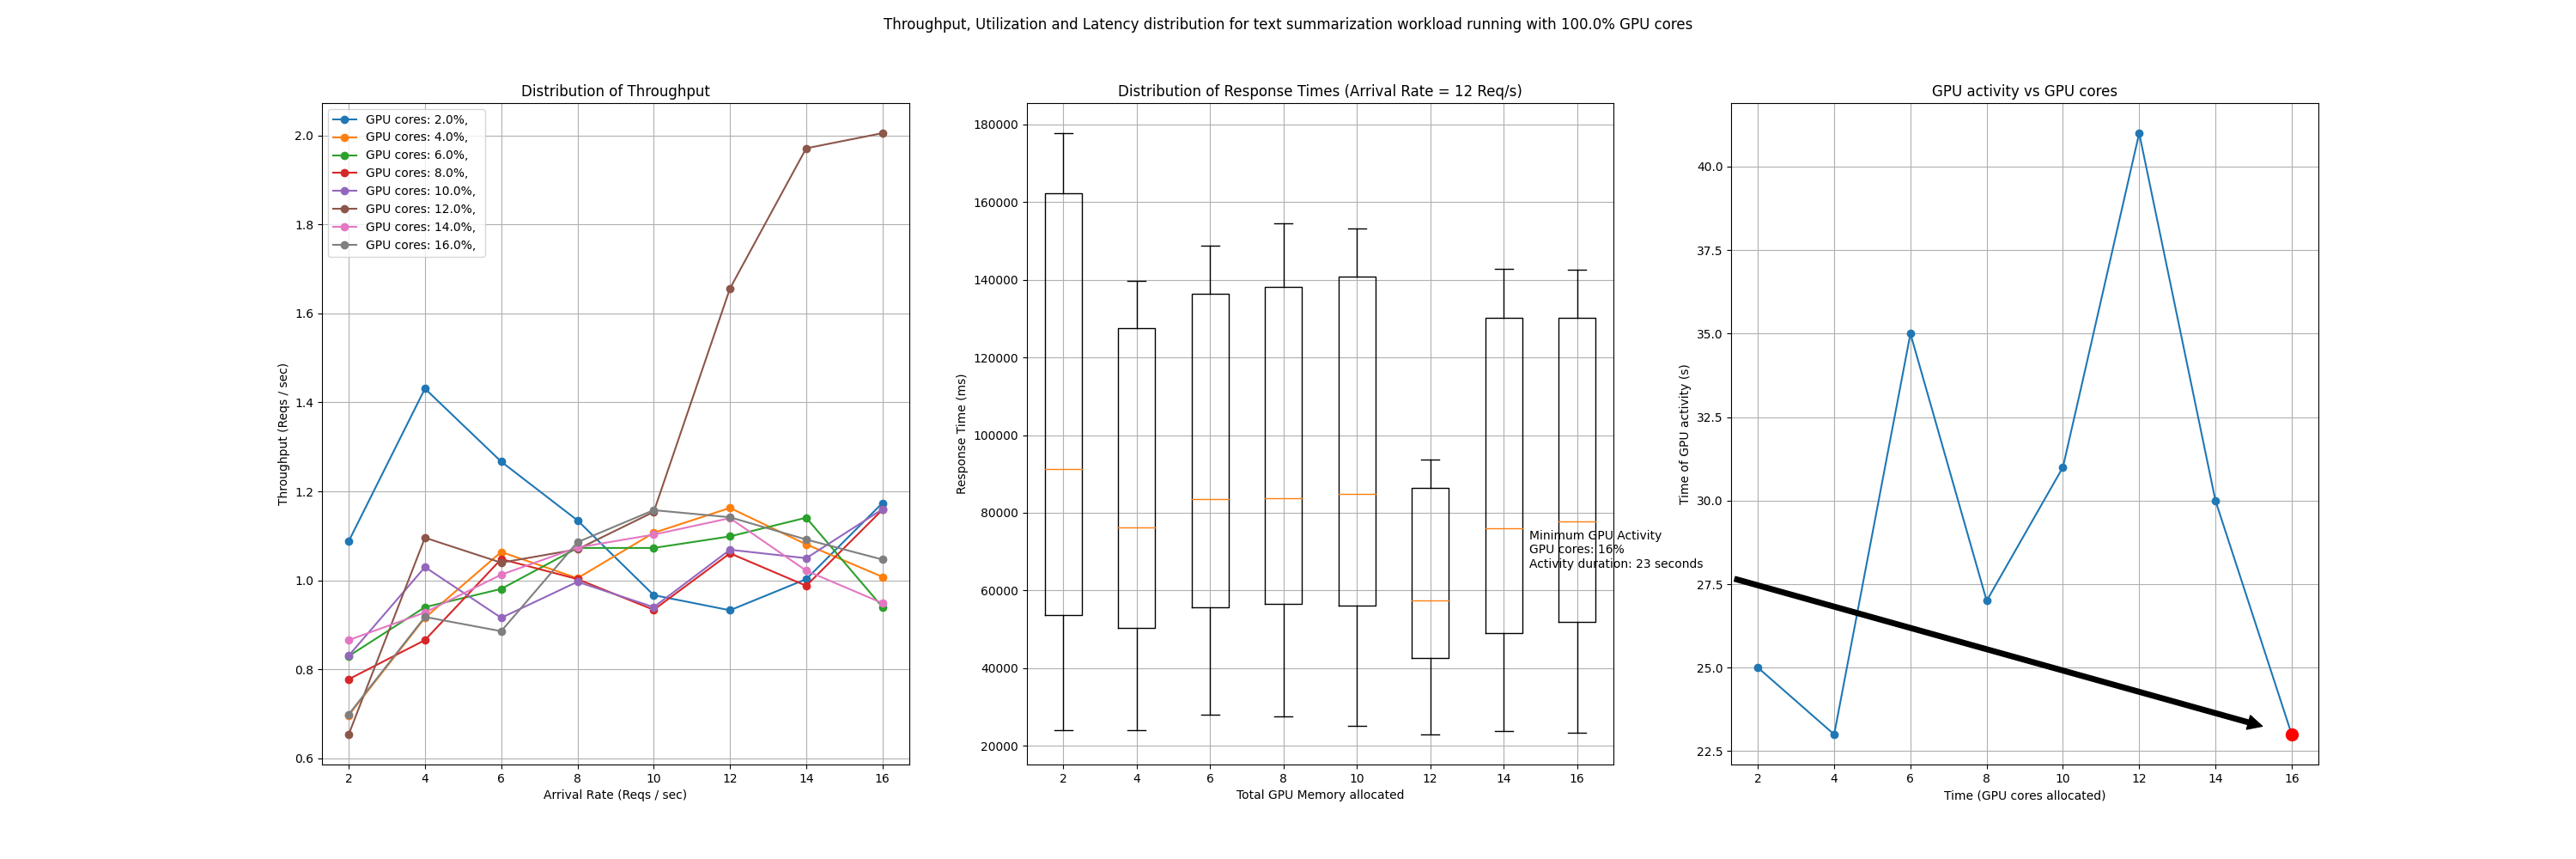 Throughput, Utilization and Latency distribution for text summarization workload running with 100.0% GPU cores
Distribution of Throughput
GPU cores: 2.0%,
GPU cores: 4.0%,
GPU cores: 6.0%,
GPU cores: 8.0%,
GPU cores: 10.0%,
GPU cores: 12.0%,
GPU cores: 14.0%,
GPU cores: 16.0%,
Throughput (Reqs / sec)
2.0
1.8
1.6
1.4
1.2
1.0
0.8
0.6
2 4 6 8 10 12 14 16
Arrival Rate (Reqs / sec)
Distribution of Response Times (Arrival Rate = 12 Req/s)
Response Time (ms)
180000
160000
140000
120000
100000
80000
60000
40000
20000
2 4 6 8 10 12 14 16
Total GPU Memory allocated
GPU activity vs GPU cores
Time of GPU activity (s)
40.0
37.5
35.0
32.5
30.0
27.5
25.0
22.5
Minimum GPU Activity
GPU cores: 16%
Activity duration: 23 seconds
2 4 6 8 10 12 14 16
Time (GPU cores allocated)